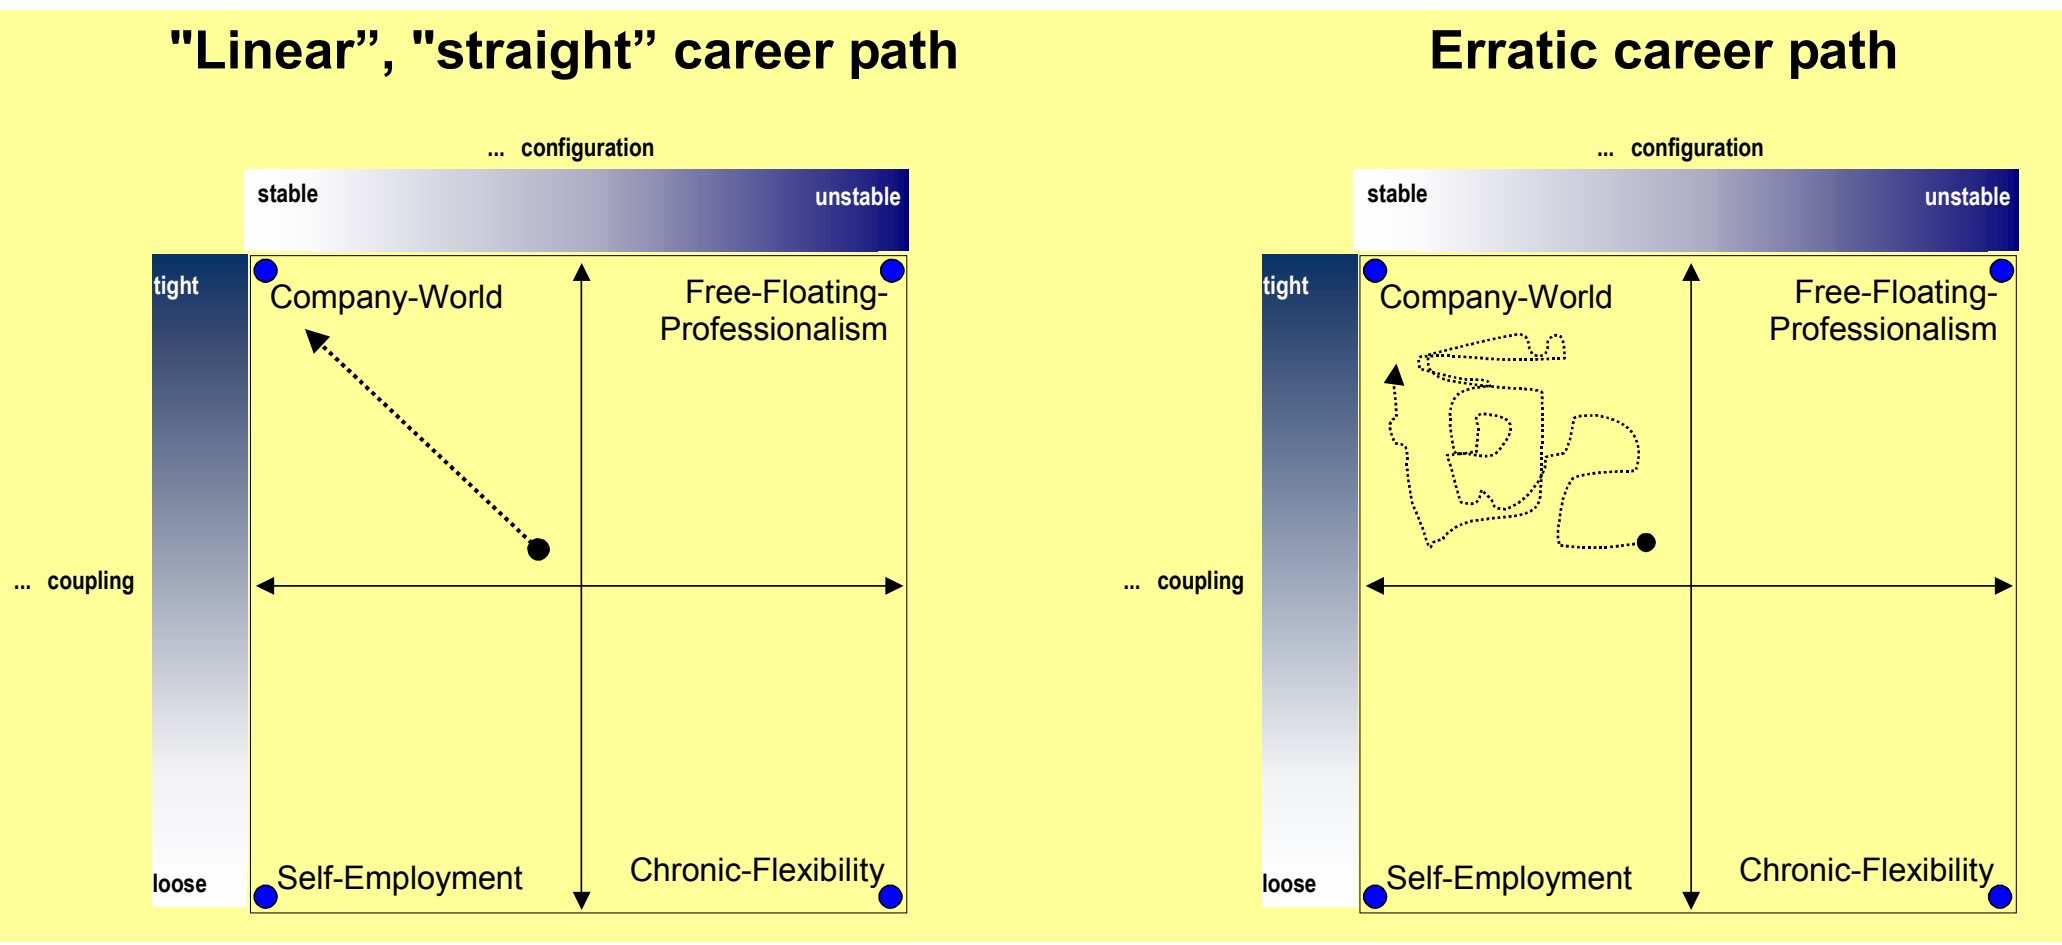 "Linear”, "straight” career path
... configuration
stable
unstable
tight
Company-World
Free-Floating-
Professionalism
... coupling
loose
Self-Employment
Chronic-Flexibility
Erratic career path
... configuration
stable
unstable
tight
Company-World
Free-Floating-
Professionalism
... coupling
loose
Self-Employment
Chronic-Flexibility